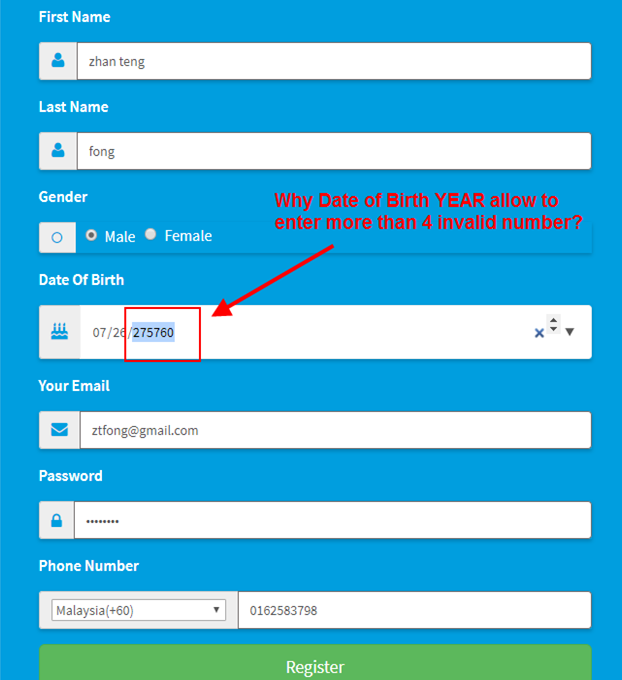 First Name
zhan teng
Last Name
fong
Gender
Why Date of Birth YEAR allow to
enter more than 4 invalid number?
Male Female
Date Of Birth
07/26/275760
Your Email
ztfong@gmail.com
Password
••••••••
Phone Number
Malaysia(+60) 0162583798
Register